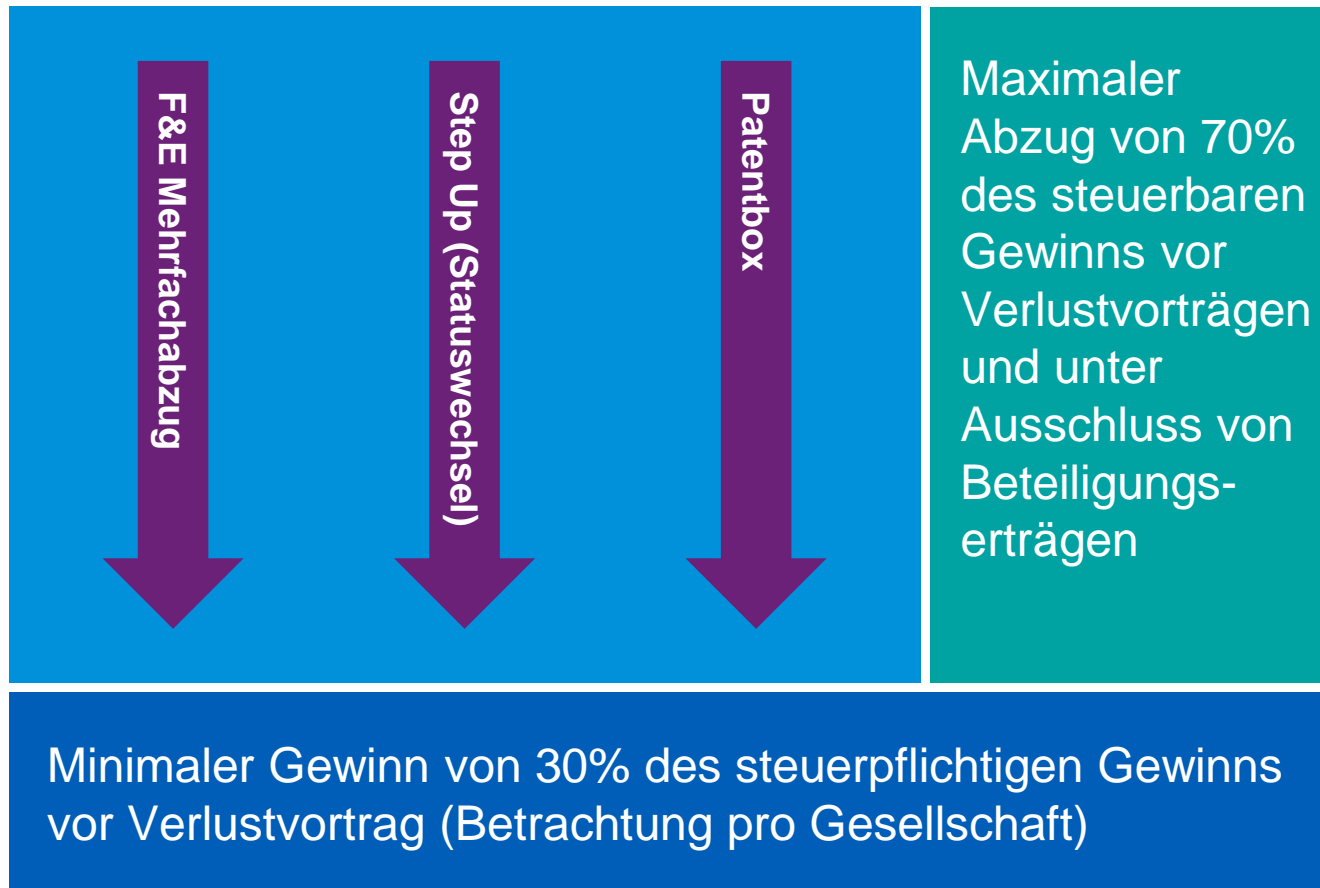 F&E Mehrfachabzug
Step Up (Statuswechsel)
Patentbox
Maximaler
Abzug von 70%
des steuerbaren
Gewinns vor
Verlustvorträgen
und unter
Ausschluss von
Beteiligungs-
erträgen
Minimaler Gewinn von 30% des steuerpflichtigen Gewinns
vor Verlustvortrag (Betrachtung pro Gesellschaft)